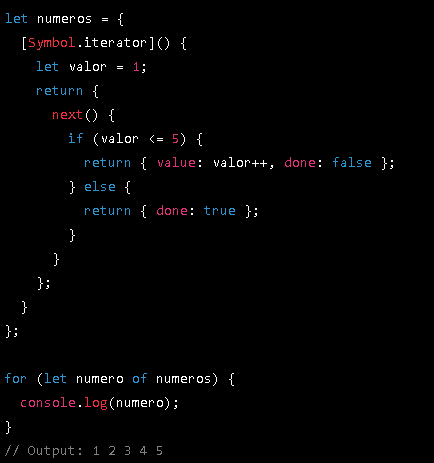 let numeros = {
  [Symbol.iterator]() {
    let valor = 1;
    return {
      next() {
        if (valor <= 5) {
          return { value: valor++, done: false };
        } else {
          return { done: true };
        }
      }
    };
  }
};

for (let numero of numeros) {
  console.log(numero);
}
// Output: 1 2 3 4 5